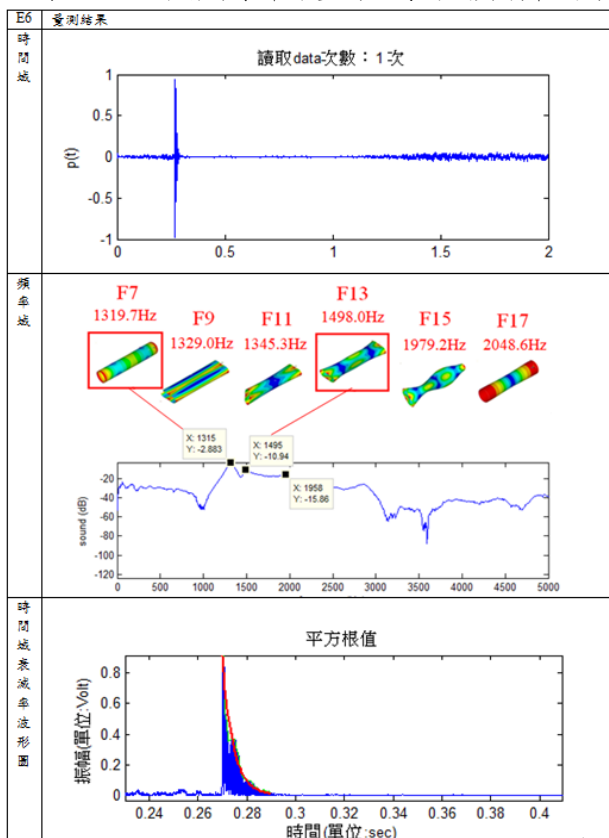 E6 量測結果
時間域
讀取data次數：1次
p(t)
1
0.5
0
-0.5
-1
0 0.5 1 1.5 2
頻率域
F7
1319.7Hz
F9
1329.0Hz
F11
1345.3Hz
F13
1498.0Hz
F15
1979.2Hz
F17
2048.6Hz
X: 1315
Y: -2.883
X: 1495
Y: -10.94
X: 1958
Y: -15.86
sound (dB)
-20
-40
-60
-80
-100
-120
0 500 1000 1500 2000 2500 3000 3500 4000 4500 5000
時間域衰減率波形圖
平方根值
振幅(單位:Volt)
0.8
0.6
0.4
0.2
0
0.24 0.26 0.28 0.3 0.32 0.34 0.36 0.38 0.4
時間(單位:sec)